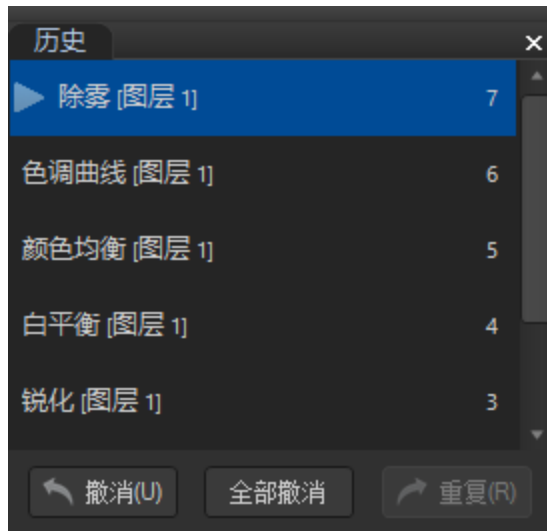 历史
除雾 [图层 1] 7
色调曲线 [图层 1] 6
颜色均衡 [图层 1] 5
白平衡 [图层 1] 4
锐化 [图层 1] 3
撤消(U) 全部撤消 重复(R)